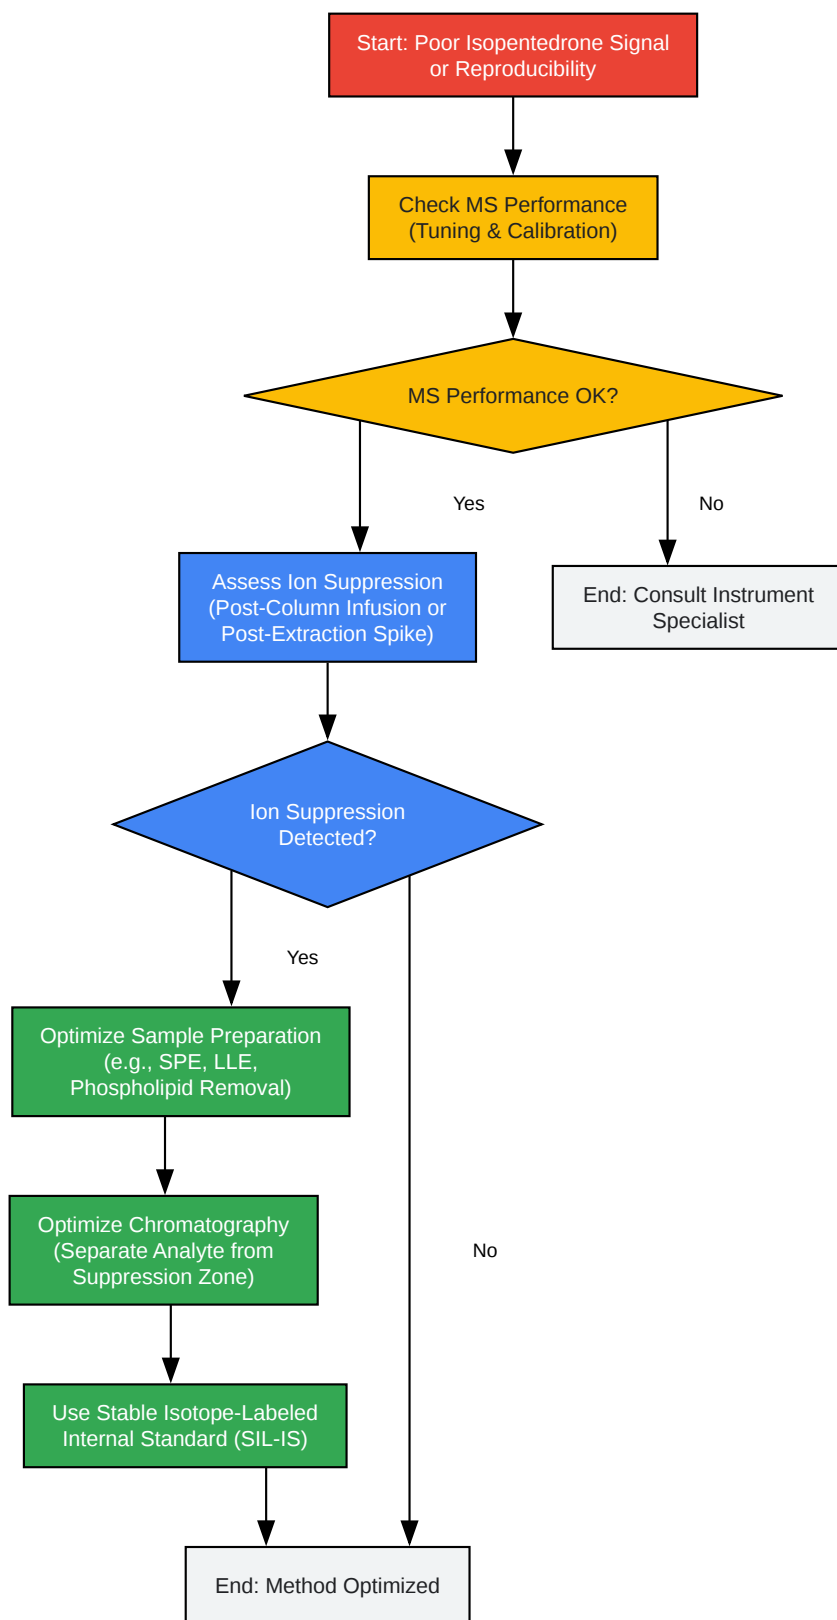 Start: Poor Isopentedrone Signal
or Reproducibility
Check MS Performance
(Tuning & Calibration)
MS Performance OK?
Yes
No
Assess Ion Suppression
(Post-Column Infusion or
Post-Extraction Spike)
End: Consult Instrument
Specialist
Ion Suppression
Detected?
Yes
Optimize Sample Preparation
(e.g., SPE, LLE,
Phospholipid Removal)
Optimize Chromatography
(Separate Analyte from
Suppression Zone)
No
Use Stable Isotope-Labeled
Internal Standard (SIL-IS)
End: Method Optimized